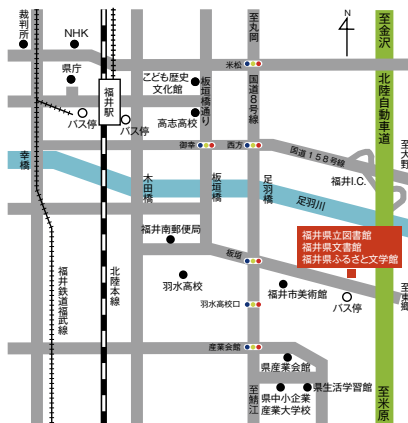 裁判所
NHK
県庁
バス停
福井駅
バス停
こども歴史
文化館
高志高校
板垣橋通り
至丸岡
国道8号線
米松
4
至金沢
北陸自動車道
御幸
西方
国道158号線
至大野
福井I.C.
幸橋
木田橋
板垣橋
足羽橋
足羽川
福井県立図書館
福井県文書館
福井県ふるさと文学館
福井南郵便局
羽水高校
板垣
福井市美術館
バス停
至東郷
羽水高校口
福井鉄道福武線
北陸本線
産業会館
県産業会館
県生活学習館
県中小企業
産業大学校
至鯖江
至米原